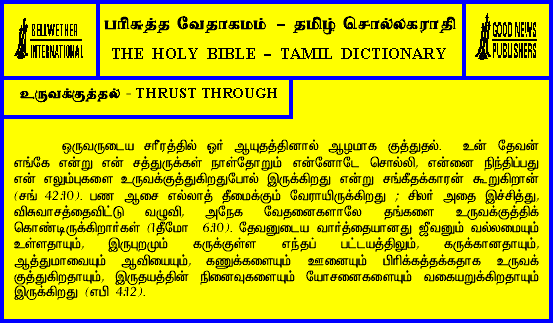 BELLWETHER
INTERNATIONAL
பரிசுத்த வேதாகமம் – தமிழ் சொல்லகராதி
THE HOLY BIBLE – TAMIL DICTIONARY
GOOD NEWS
PUBLISHERS
உருவக்குத்தல் - THRUST THROUGH
ஒருவருடைய சரீரத்தில் ஓர் ஆயுதத்தினால் ஆழமாக குத்துதல். உன் தேவன்
எங்கே என்று என் சத்துருக்கள் நாள்தோறும் என்னோடே சொல்லி, என்னை நிந்திப்பது
என் எலும்புகளை உருவக்குத்துகிறதுபோல் இருக்கிறது என்று சங்கீதக்காரன் கூறுகிறான்
(சங் 42:10). பண ஆசை எல்லாத் தீமைக்கும் வேராயிருக்கிறது ; சிலர் அதை இச்சித்து,
விசுவாசத்தைவிட்டு வழுவி, அநேக வேதனைகளாலே தங்களை உருவக்குத்திக்
கொண்டிருக்கிறார்கள் (1தீமோ 6:10). தேவனுடைய வார்த்தையானது ஜீவனும் வல்லமையும்
உள்ளதாயும், இருபுறமும் கருக்குள்ள எந்தப் பட்டயத்திலும், கருக்கானதாயும்,
ஆத்துமாவையும் ஆவியையும், கணுக்களையும் ஊனையும் பிரிக்கத்தக்கதாக உருவக்
குத்துகிறதாயும், இருதயத்தின் நினைவுகளையும் யோசனைகளையும் வகையறுக்கிறதாயும்
இருக்கிறது (எபி 4:12).